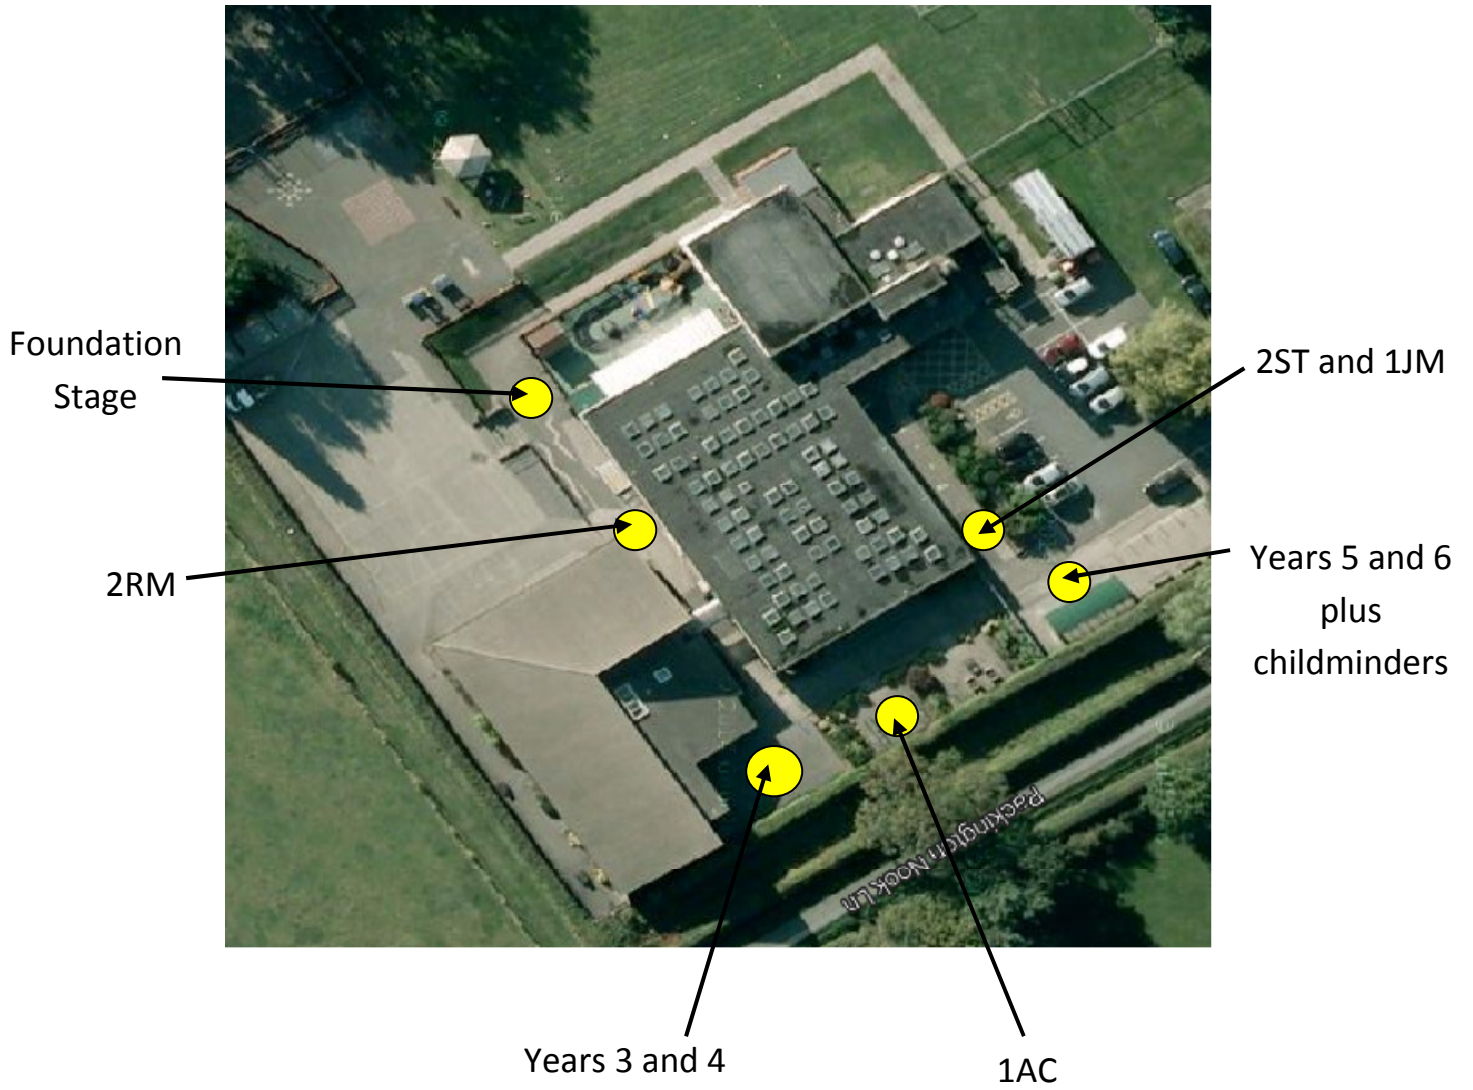 Foundation
Stage
2ST and 1JM
2RM
Years 5 and 6
plus
childminders
Packington Nook Ln
Years 3 and 4
1AC